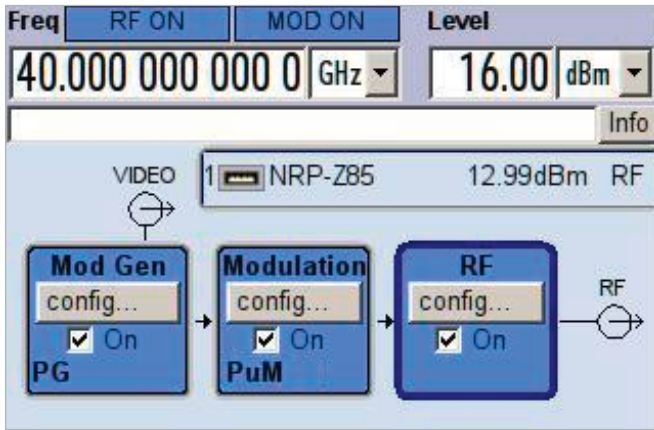 Freq RF ON MOD ON Level
40.000 000 000 0 GHz 16.00 dBm
Info
VIDEO 1 NRP-Z85 12.99dBm RF
Mod Gen Modulation RF
config... config... config... RF
On On On
PG PuM